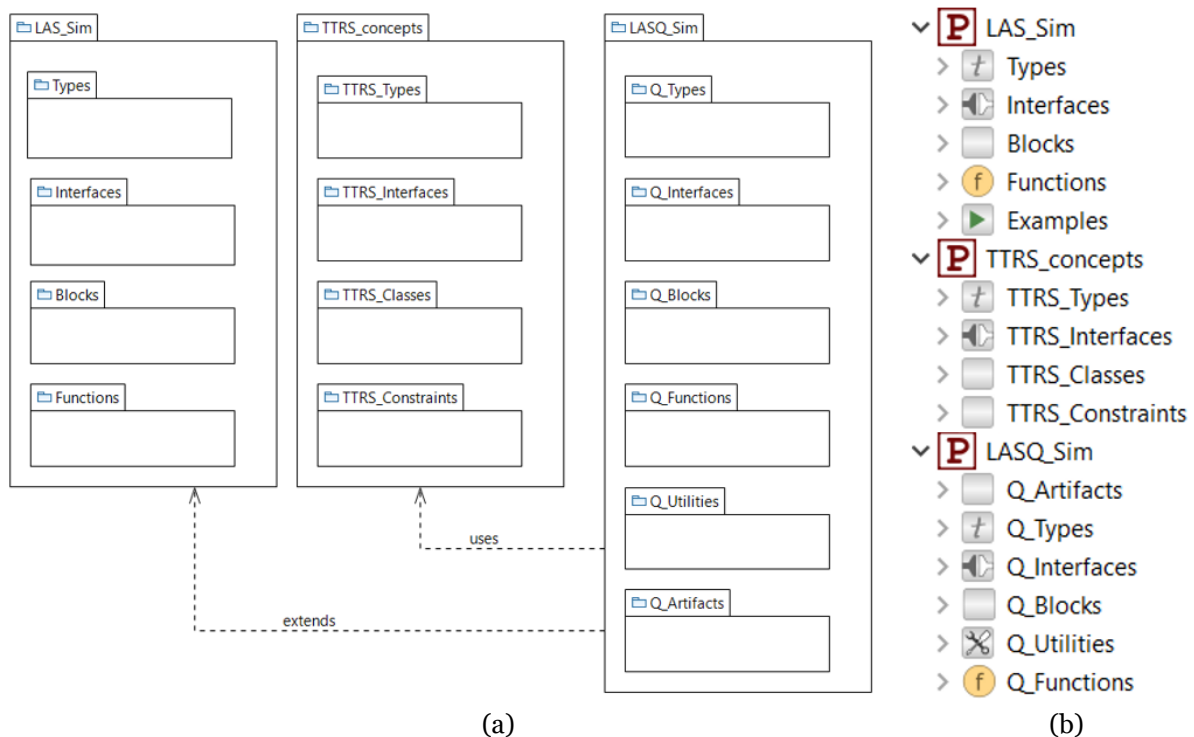 LAS_Sim
Types
Interfaces
Blocks
Functions
TTRS_concepts
TTRS_Types
TTRS_Interfaces
TTRS_Classes
TTRS_Constraints
LASQ_Sim
Q_Types
Q_Interfaces
Q_Blocks
Q_Functions
Q_Utilities
Q_Artifacts
uses
extends
(a)
P LAS_Sim
t Types
Interfaces
Blocks
f Functions
Examples
P TTRS_concepts
t TTRS_Types
TTRS_Interfaces
TTRS_Classes
TTRS_Constraints
P LASQ_Sim
Q_Artifacts
t Q_Types
Q_Interfaces
Q_Blocks
Q_Utilities
f Q_Functions
(b)